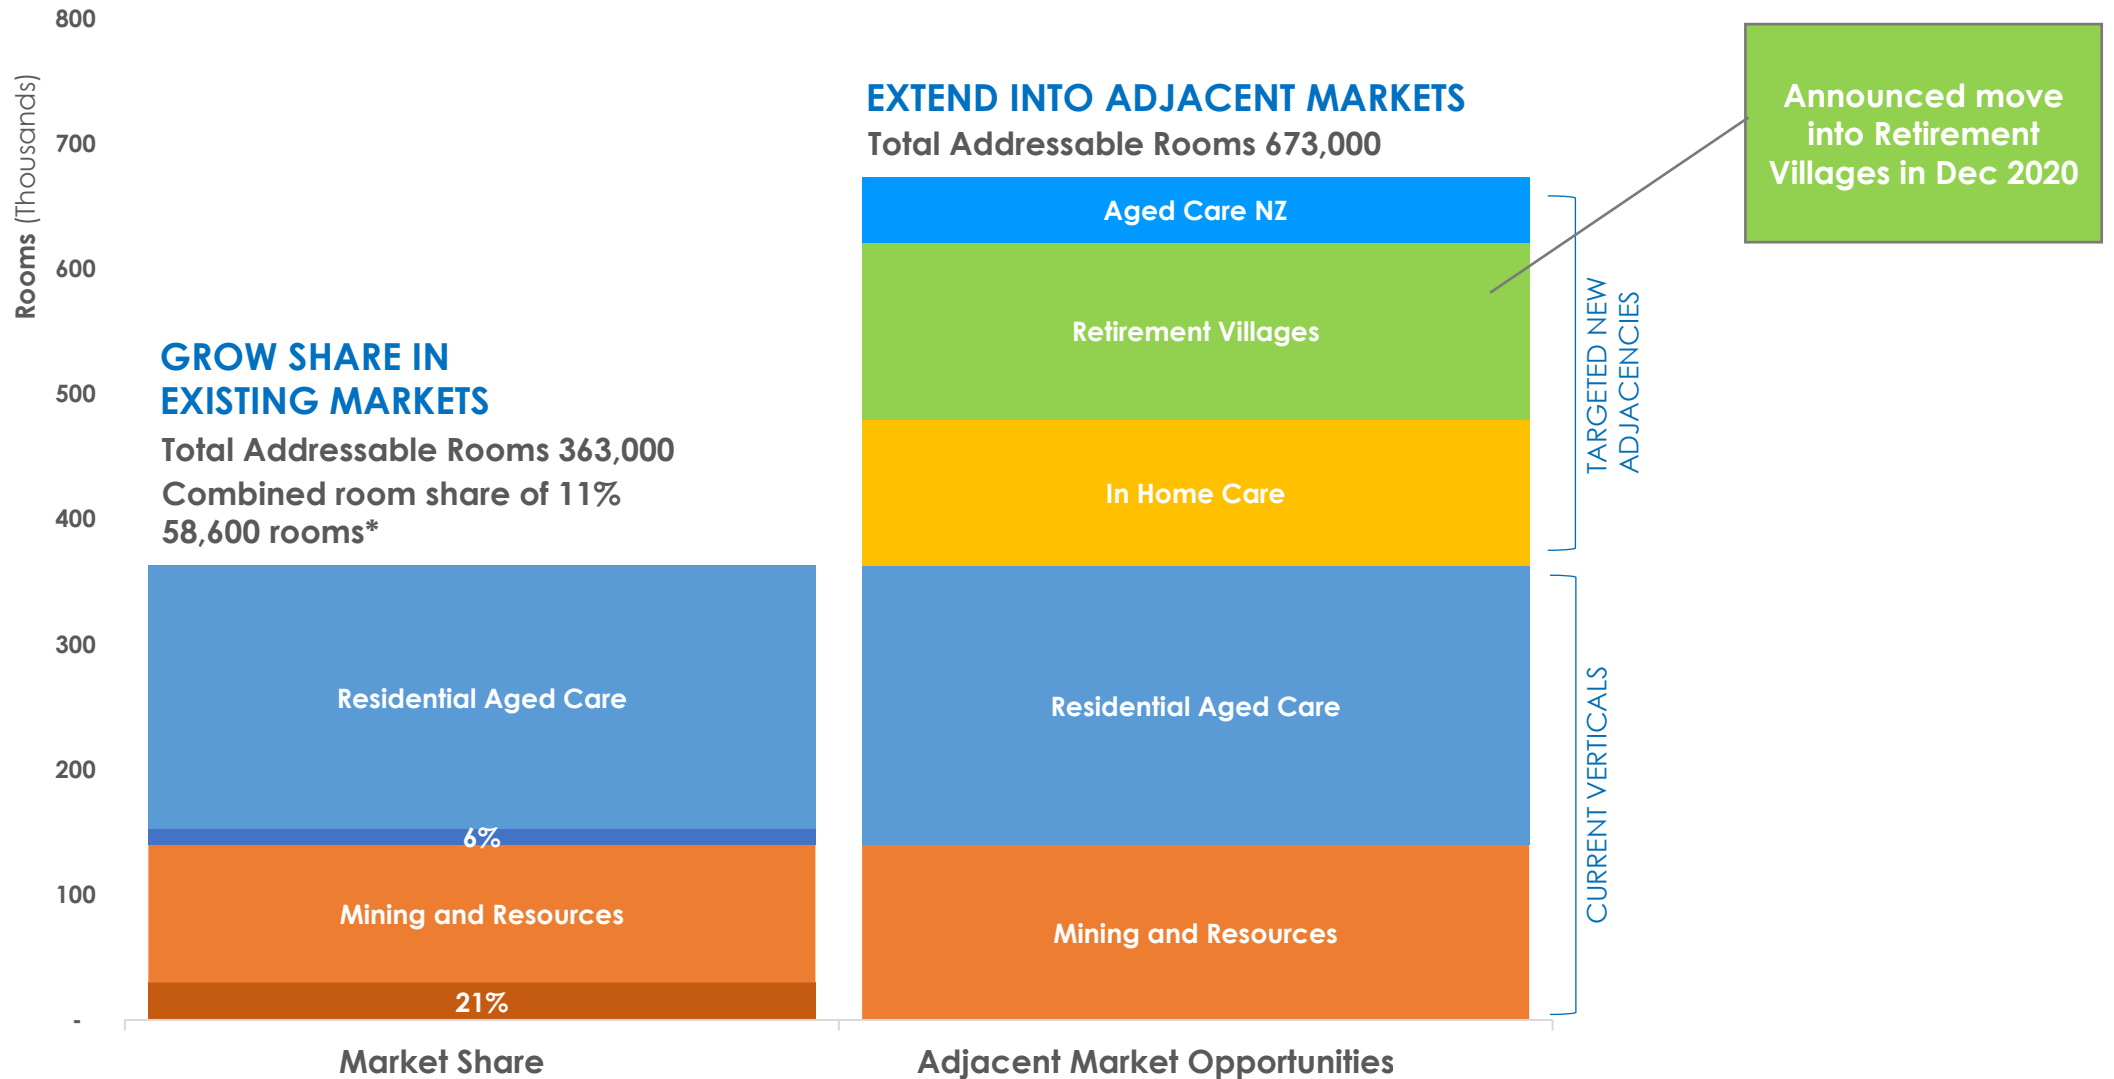 800
700
600
500
400
300
200
100
-
Rooms (Thousands)
GROW SHARE IN
EXISTING MARKETS
Total Addressable Rooms 363,000
Combined room share of 11%
58,600 rooms*
Residential Aged Care
6%
Mining and Resources
21%
Market Share
EXTEND INTO ADJACENT MARKETS
Total Addressable Rooms 673,000
Aged Care NZ
Retirement Villages
In Home Care
Residential Aged Care
Mining and Resources
Adjacent Market Opportunities
TARGETED NEW
ADJACENCIES
CURRENT VERTICALS
Announced move
into Retirement
Villages in Dec 2020